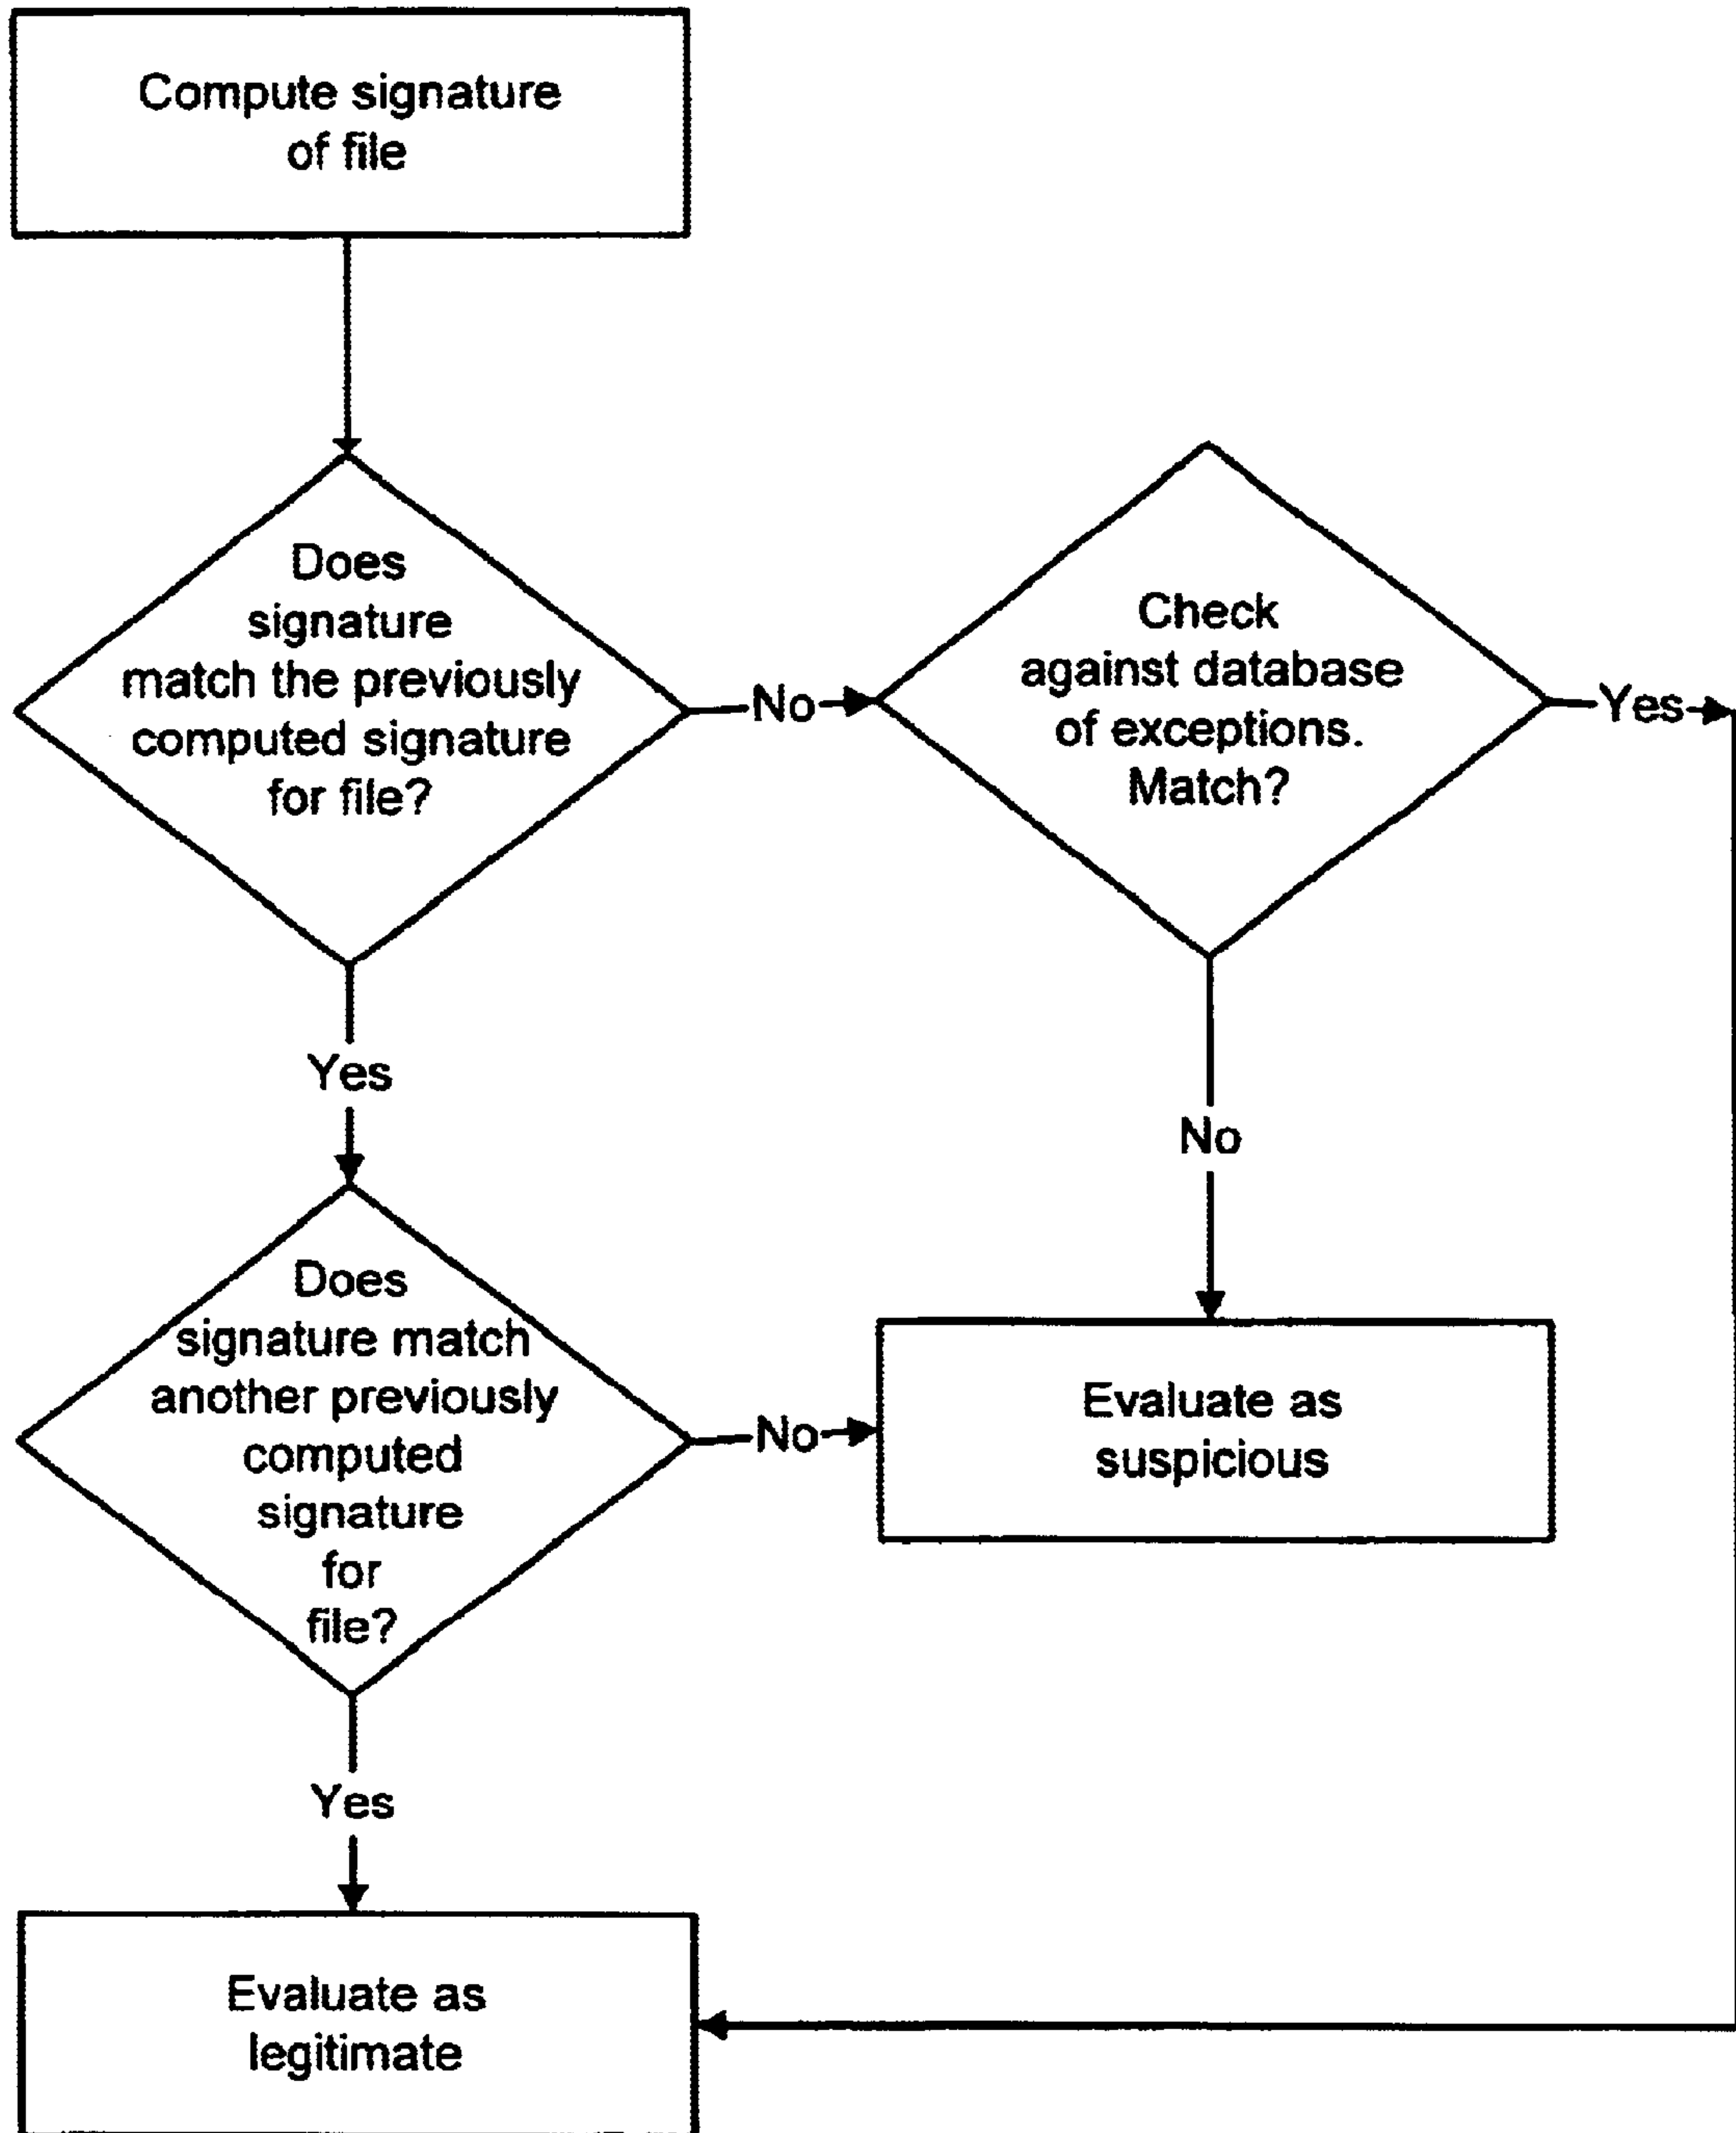 Compute signature
of file
Does
signature
match the previously
computed signature
for file?
No
Check
against database
of exceptions.
Match?
Yes
Yes
No
Does
signature match
another previously
computed
signature
for
file?
No
Evaluate as
suspicious
Yes
Evaluate as
legitimate